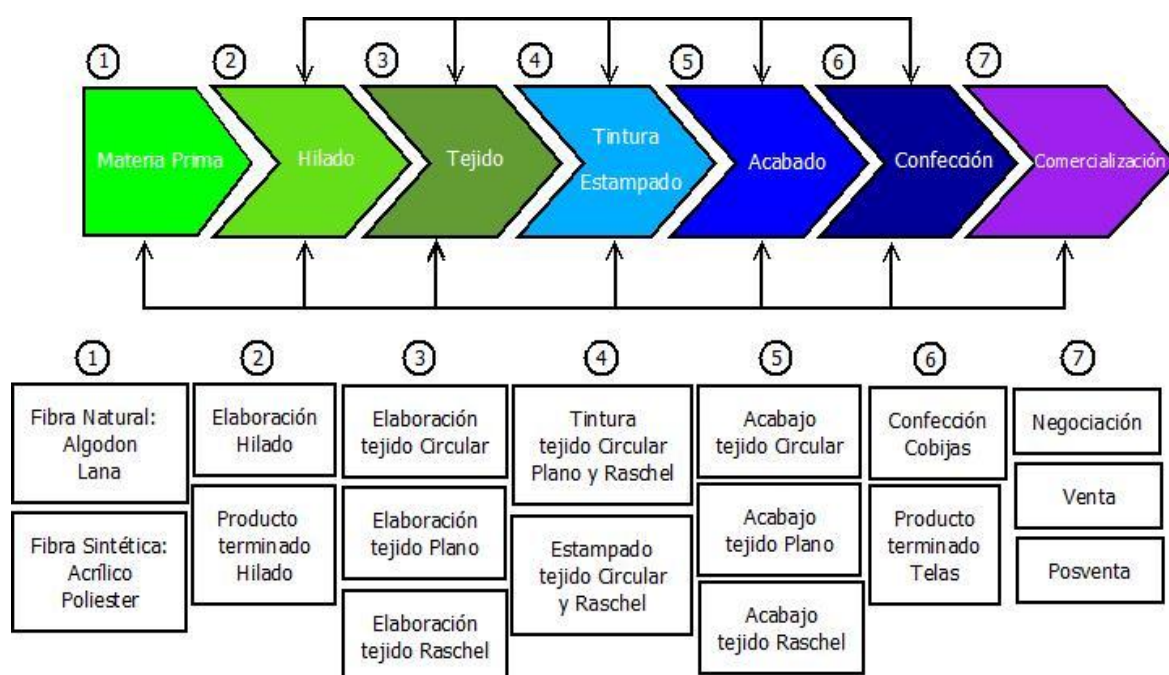 1
2
3
4
5
6
7
Materia Prima
Hilado
Tejido
Tintura
Estampado
Acabado
Confección
Comercialización
1
Fibra Natural:
Algodon
Lana
Fibra Sintética:
Acrílico
Poliester
2
Elaboración
Hilado
Producto
terminado
Hilado
3
Elaboración
tejido Circular
Elaboración
tejido Plano
Elaboración
tejido Raschel
4
Tintura
tejido Circular
Plano y Raschel
Estampado
tejido Circular
y Raschel
5
Acabajo
tejido Circular
Acabajo
tejido Plano
Acabajo
tejido Raschel
6
Confección
Cobijas
Producto
terminado
Telas
7
Negociación
Venta
Posventa